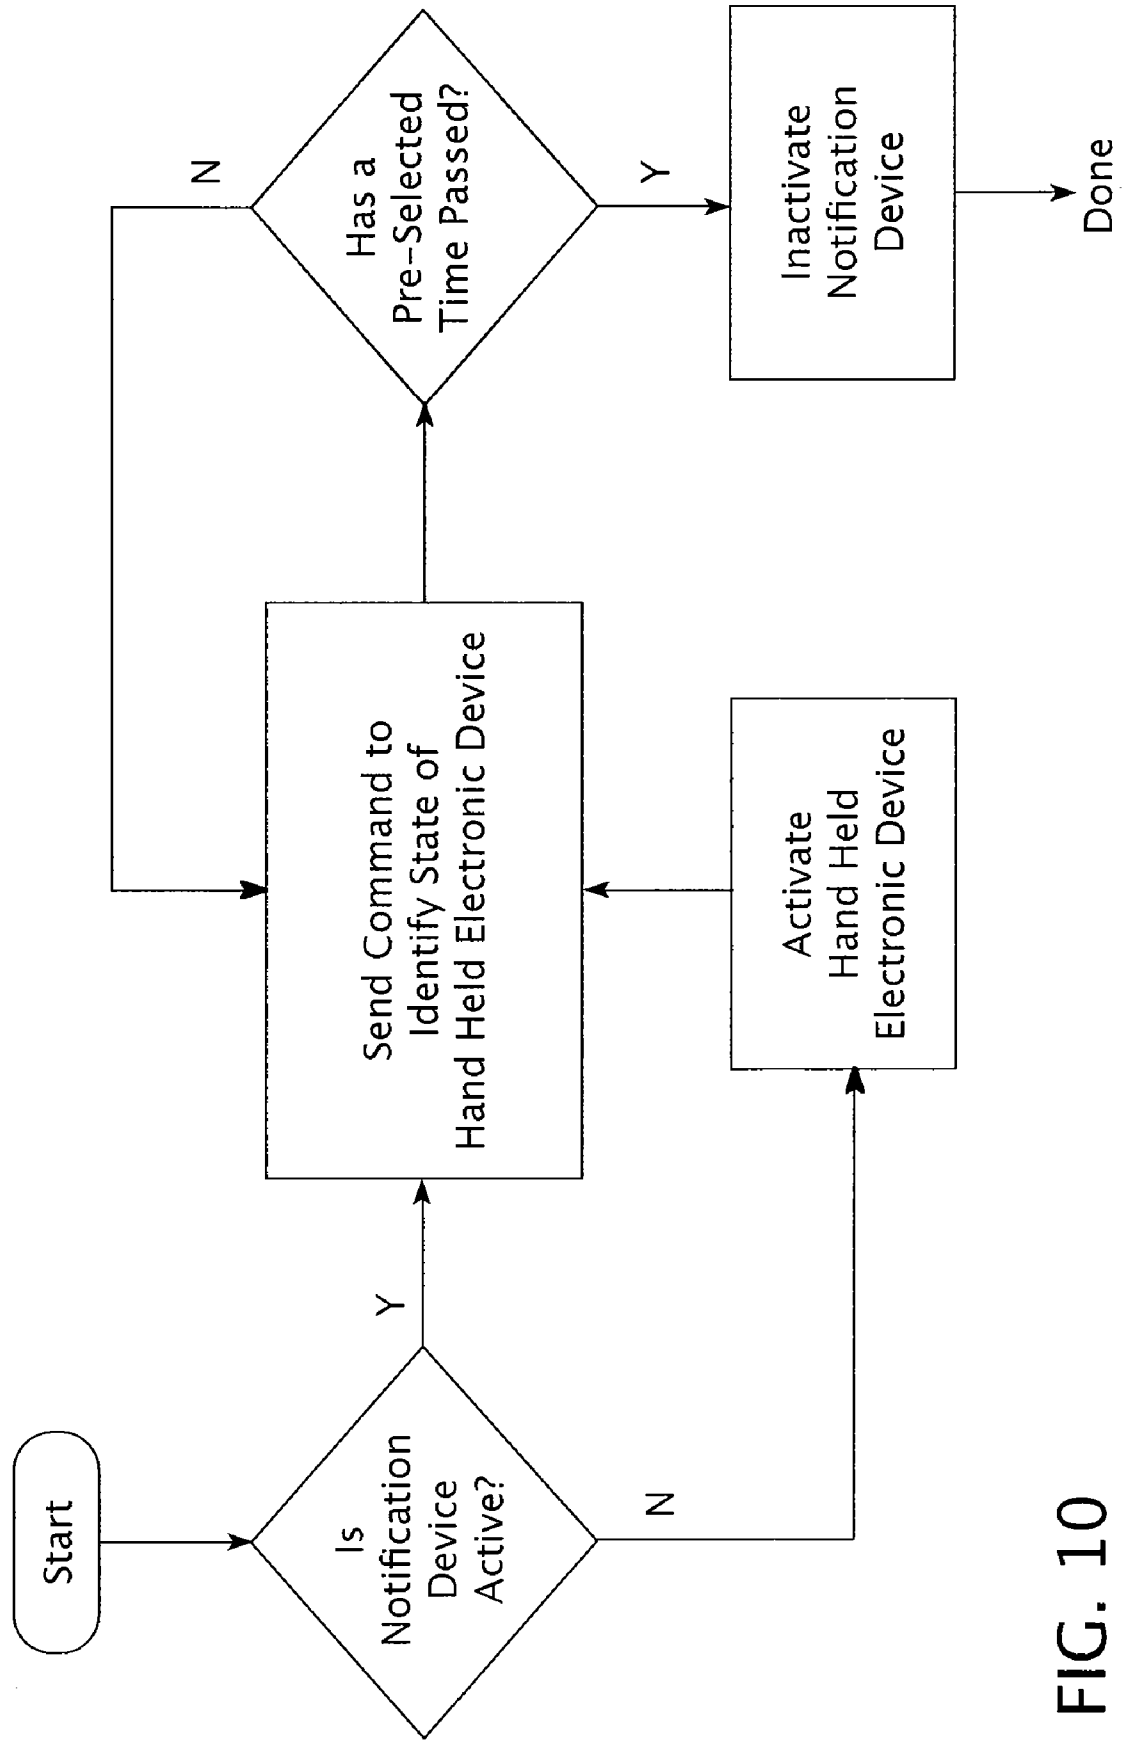 Start
Is
Notification
Device
Active?
Y
N
Send Command to
Identify State of
Hand Held Electronic Device
Activate
Hand Held
Electronic Device
Has a
Pre-Selected
Time Passed?
N
Y
Inactivate
Notification
Device
Done
FIG. 10